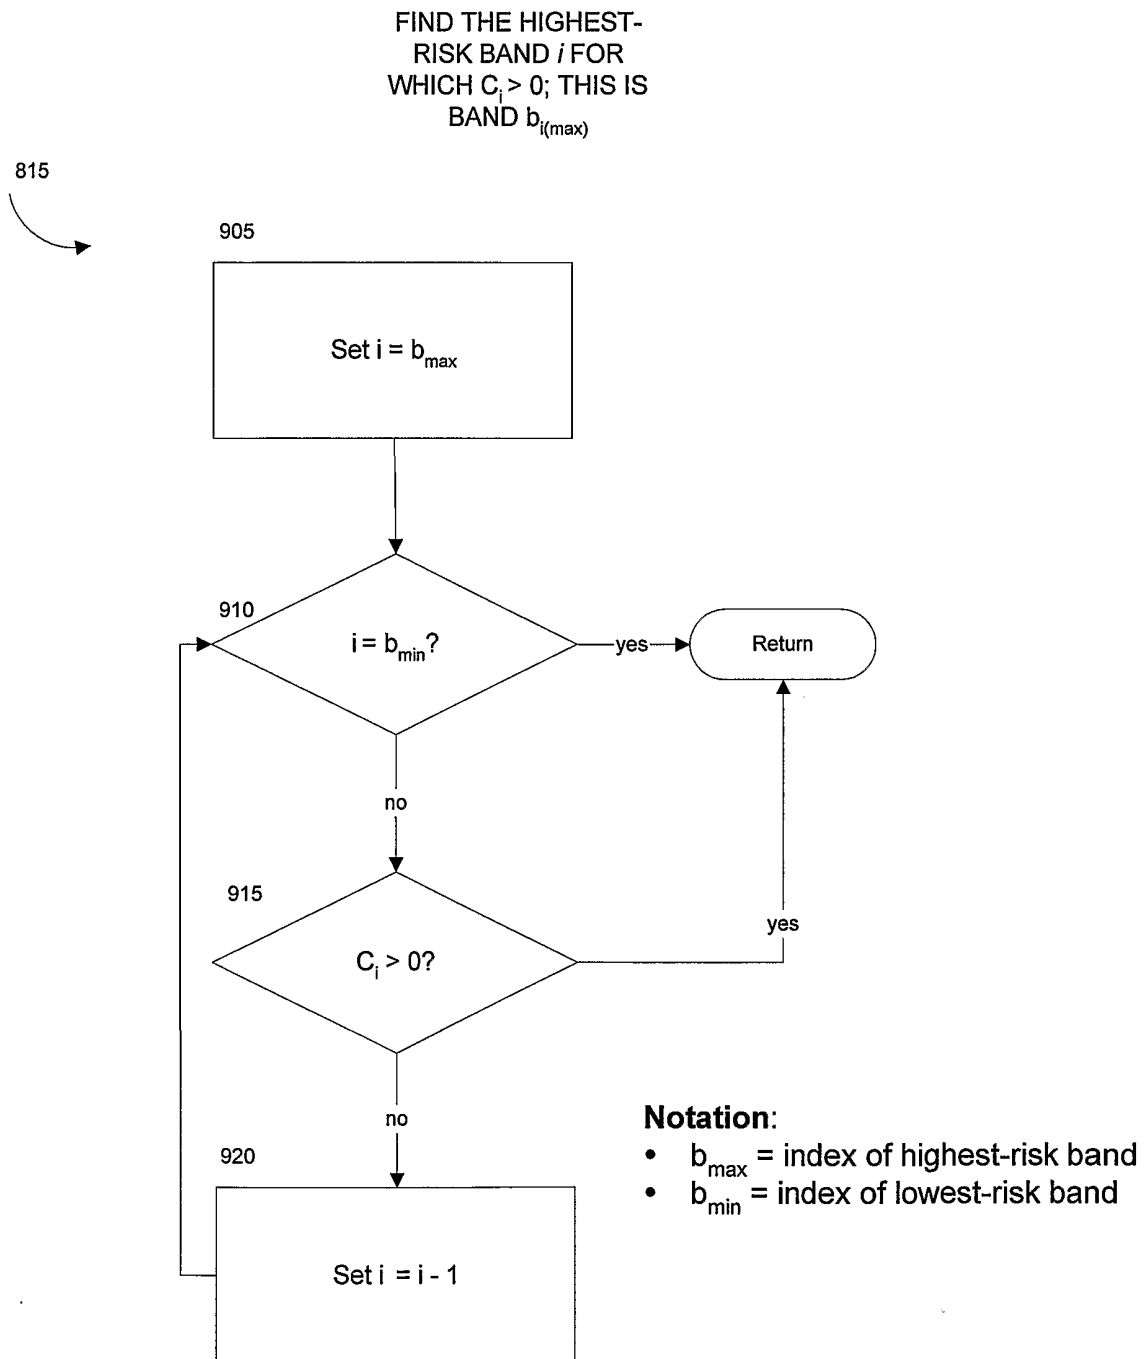 FIND THE HIGHEST-
RISK BAND i FOR
WHICH Ci > 0; THIS IS
BAND bi(max)
815
905
Set i = bmax
910
i = bmin?
yes
Return
no
915
Ci > 0?
yes
no
920
Set i = i - 1
Notation:
• bmax = index of highest-risk band
• bmin = index of lowest-risk band